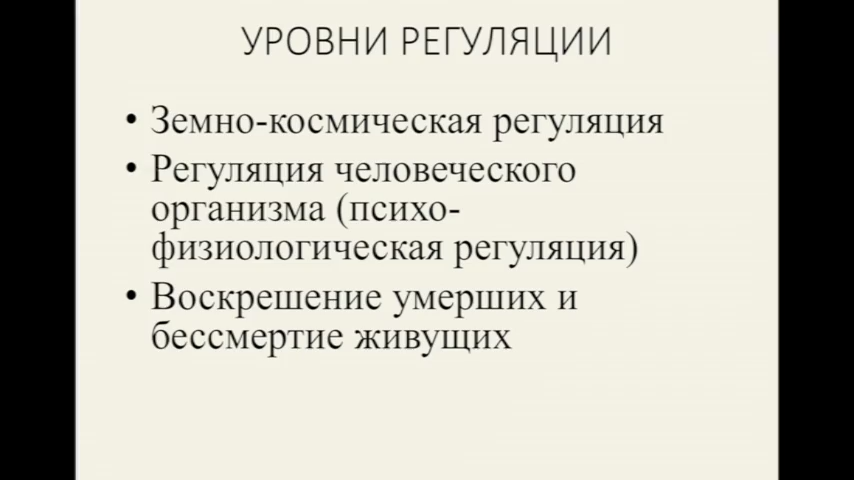 УРОВНИ РЕГУЛЯЦИИ
• Земно-космическая регуляция
• Регуляция человеческого
организма (психо-
физиологическая регуляция)
• Воскрешение умерших и
бессмертие живущих